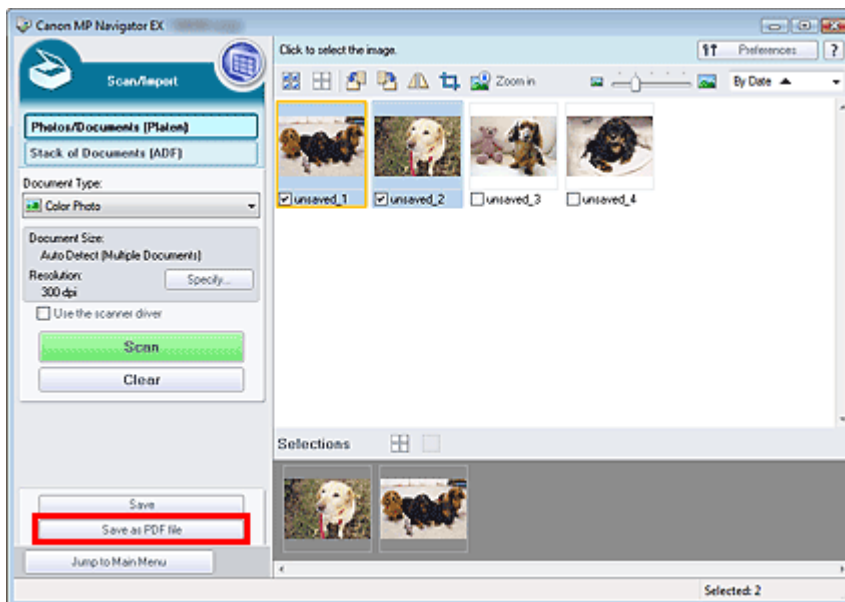 Canon MP Navigator EX
Scan/Import
Photos/Documents (Platen)
Stack of Documents (ADF)
Document Type:
Color Photo
Document Size:
Auto Detect (Multiple Documents)
Resolution:
300 dpi
Specify...
Use the scanner driver
Scan
Clear
Save
Save as PDF file
Jump to Main Menu
Click to select the image.
Preferences
?
Zoom in
By Date
unsaved_1
unsaved_2
unsaved_3
unsaved_4
Selections
Selected: 2